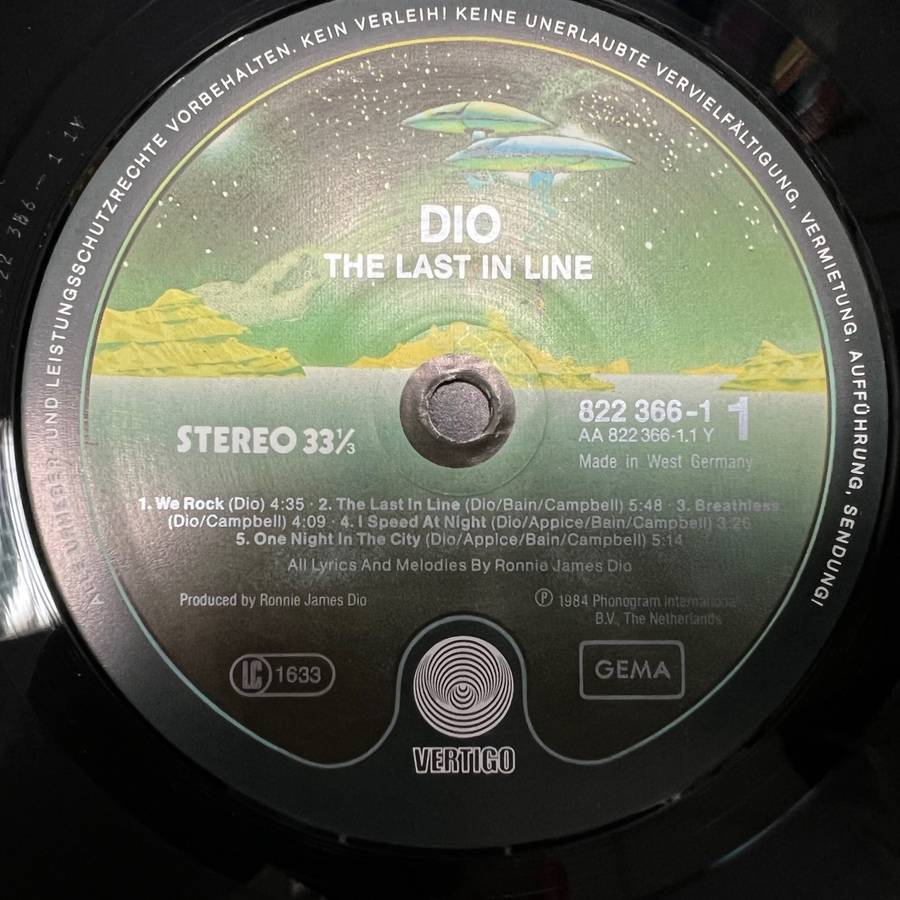 ALLE URHEBER- UND LEISTUNGSSCHUTZRECHTE VORBEHALTEN. KEIN VERLEIH! KEINE UNERLAUBTE VERVIELFÄLTIGUNG, VERMIETUNG, AUFFÜHRUNG, SENDUNG!
DIO
THE LAST IN LINE
STEREO 33⅓
822 366-1 1
AA 822 366-1.1 Y
Made in West Germany
1. We Rock (Dio) 4:35 · 2. The Last In Line (Dio/Bain/Campbell) 5:48 · 3. Breathless
(Dio/Campbell) 4:09 · 4. I Speed At Night (Dio/Appice/Bain/Campbell) 3:26
5. One Night In The City (Dio/Appice/Bain/Campbell) 5:14
All Lyrics And Melodies By Ronnie James Dio
Produced by Ronnie James Dio
Ⓟ 1984 Phonogram International
B.V., The Netherlands
LC 1633
GEMA
VERTIGO